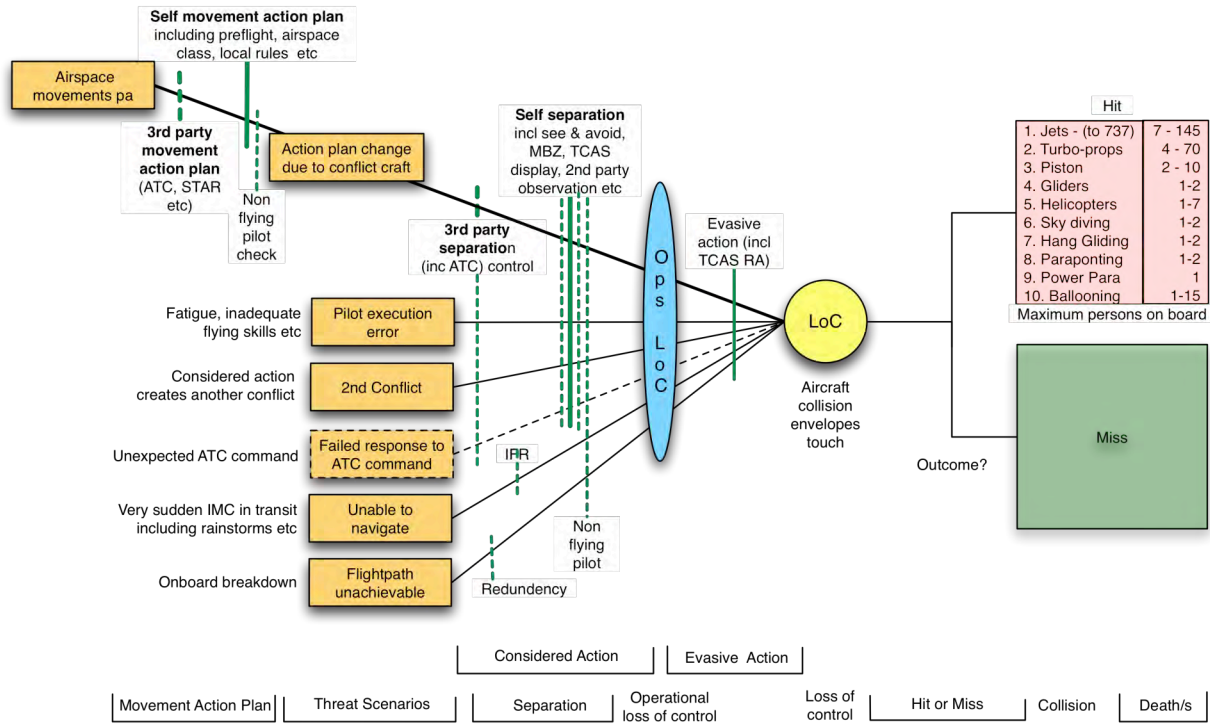 Self movement action plan
including preflight, airspace
class, local rules  etc
Airspace
movements pa
3rd party
movement
action plan
(ATC, STAR
etc)
Non
flying
pilot
check
Action plan change
due to conflict craft
Self separation
incl see & avoid,
MBZ, TCAS
display, 2nd party
observation etc
3rd party
separation
(inc ATC) control
Ops LoC
Evasive
action (incl
TCAS RA)
LoC
Aircraft
collision
envelopes
touch
Hit
1. Jets - (to 737) 7 - 145
2. Turbo-props 4 - 70
3. Piston 2 - 10
4. Gliders 1-2
5. Helicopters 1-7
6. Sky diving 1-2
7. Hang Gliding 1-2
8. Paraponting 1-2
9. Power Para 1
10. Ballooning 1-15
Maximum persons on board
Miss
Outcome?
Fatigue, inadequate
flying skills etc
Pilot execution
error
Considered action
creates another conflict
2nd Conflict
Unexpected ATC command
Failed response to
ATC command
IFR
Very sudden IMC in transit
including rainstorms etc
Unable to
navigate
Non
flying
pilot
Onboard breakdown
Flightpath
unachievable
Redundency
Considered Action
Evasive Action
Movement Action Plan
Threat Scenarios
Separation
Operational
loss of control
Loss of
control
Hit or Miss
Collision
Death/s